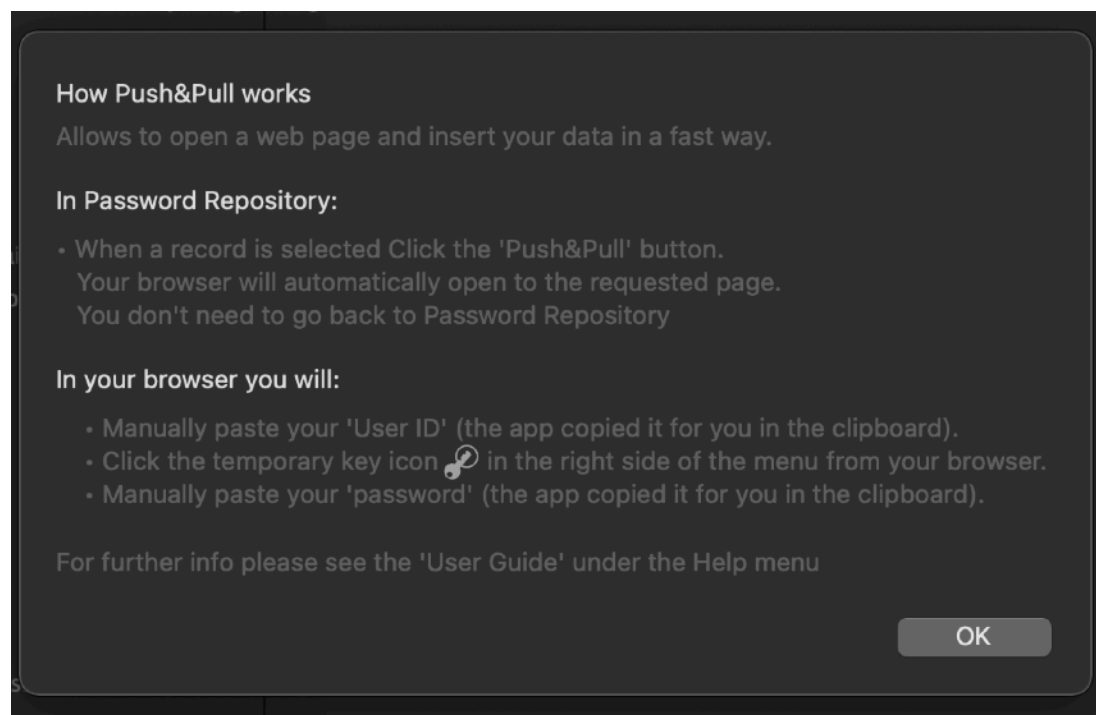 How Push&Pull works
Allows to open a web page and insert your data in a fast way.
In Password Repository:
• When a record is selected Click the 'Push&Pull' button.
Your browser will automatically open to the requested page.
You don't need to go back to Password Repository
In your browser you will:
• Manually paste your 'User ID' (the app copied it for you in the clipboard).
• Click the temporary key icon in the right side of the menu from your browser.
• Manually paste your 'password' (the app copied it for you in the clipboard).
For further info please see the 'User Guide' under the Help menu
OK